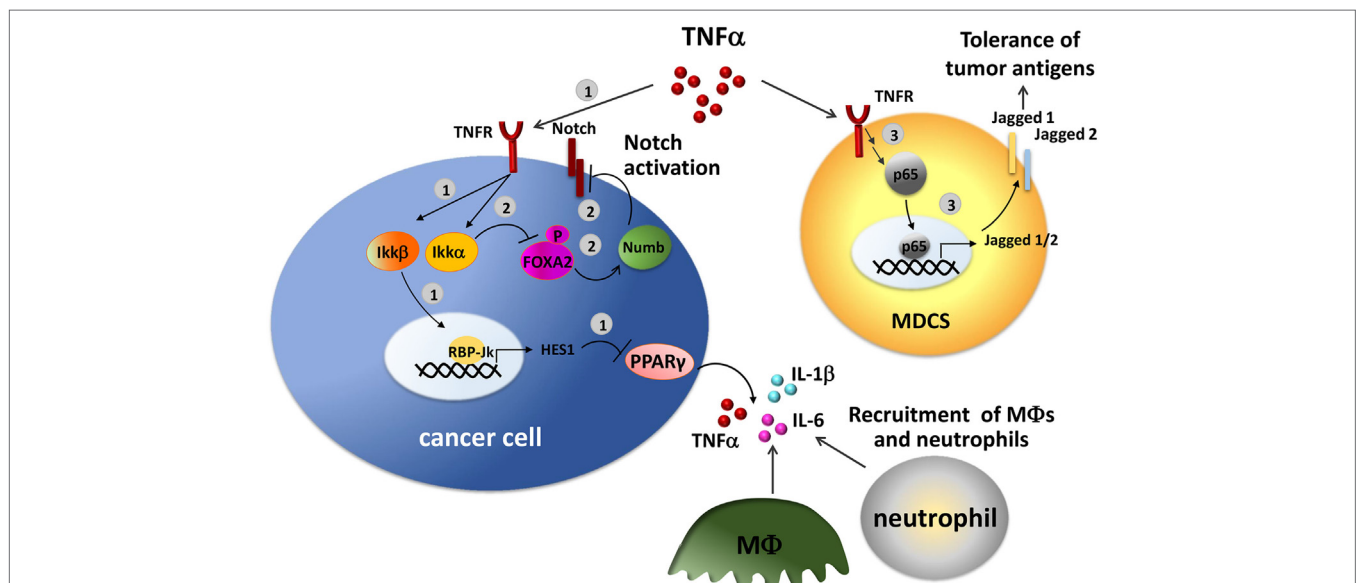 TNFα
Tolerance of
tumor antigens
1
TNFR
Notch
Notch
activation
TNFR
3
Jagged 1
Jagged 2
p65
1
2
2
3
P
2
Ikkβ
Ikkα
FOXA2
Numb
p65
Jagged 1/2
1
MDCS
RBP-Jk
HES1
1
PPARγ
cancer cell
IL-1β
IL-6
TNFα
Recruitment of MΦs
and neutrophils
neutrophil
MΦ